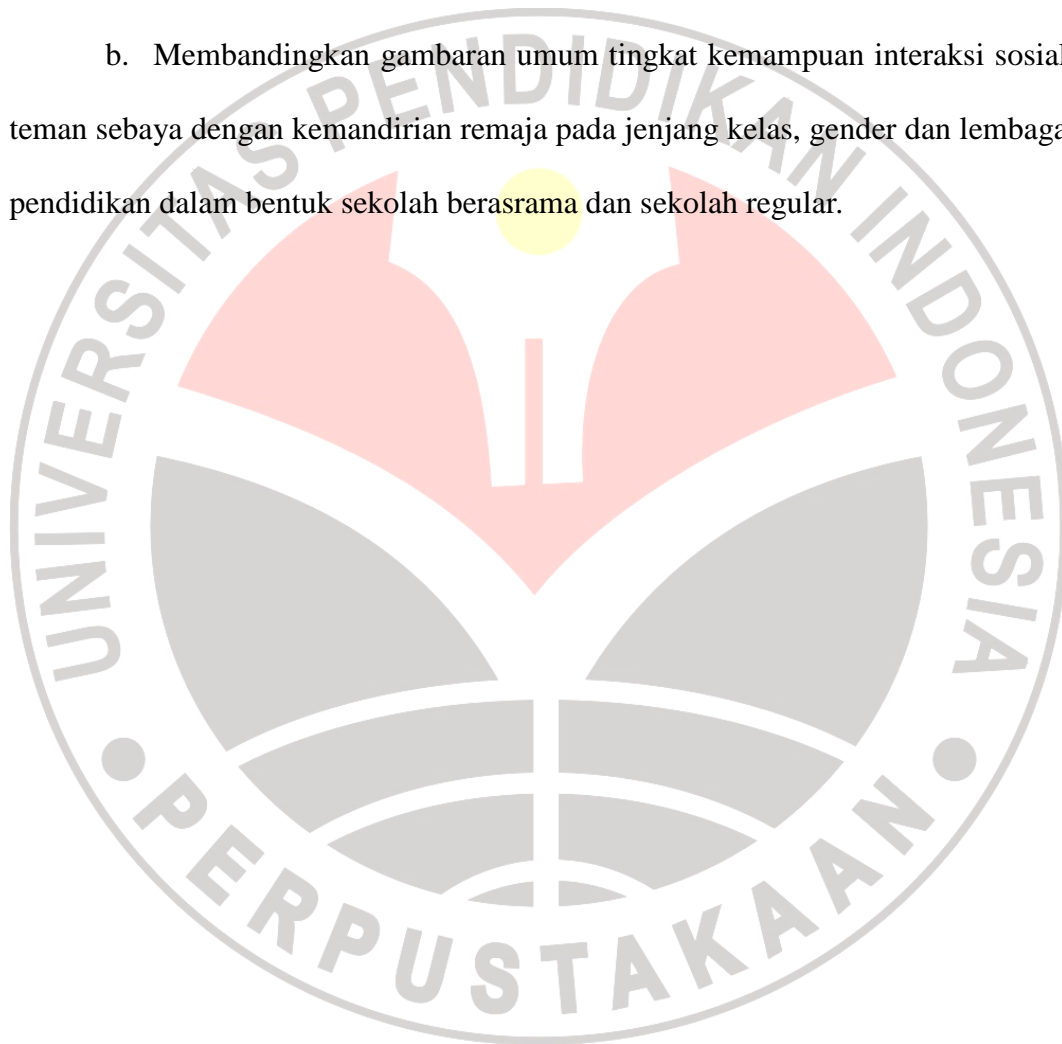 b. Membandingkan gambaran umum tingkat kemampuan interaksi sosial
teman sebaya dengan kemandirian remaja pada jenjang kelas, gender dan lembaga
pendidikan dalam bentuk sekolah berasrama dan sekolah regular.
UNIVERSITAS PENDIDIKAN INDONESIA
PERPUSTAKAAN